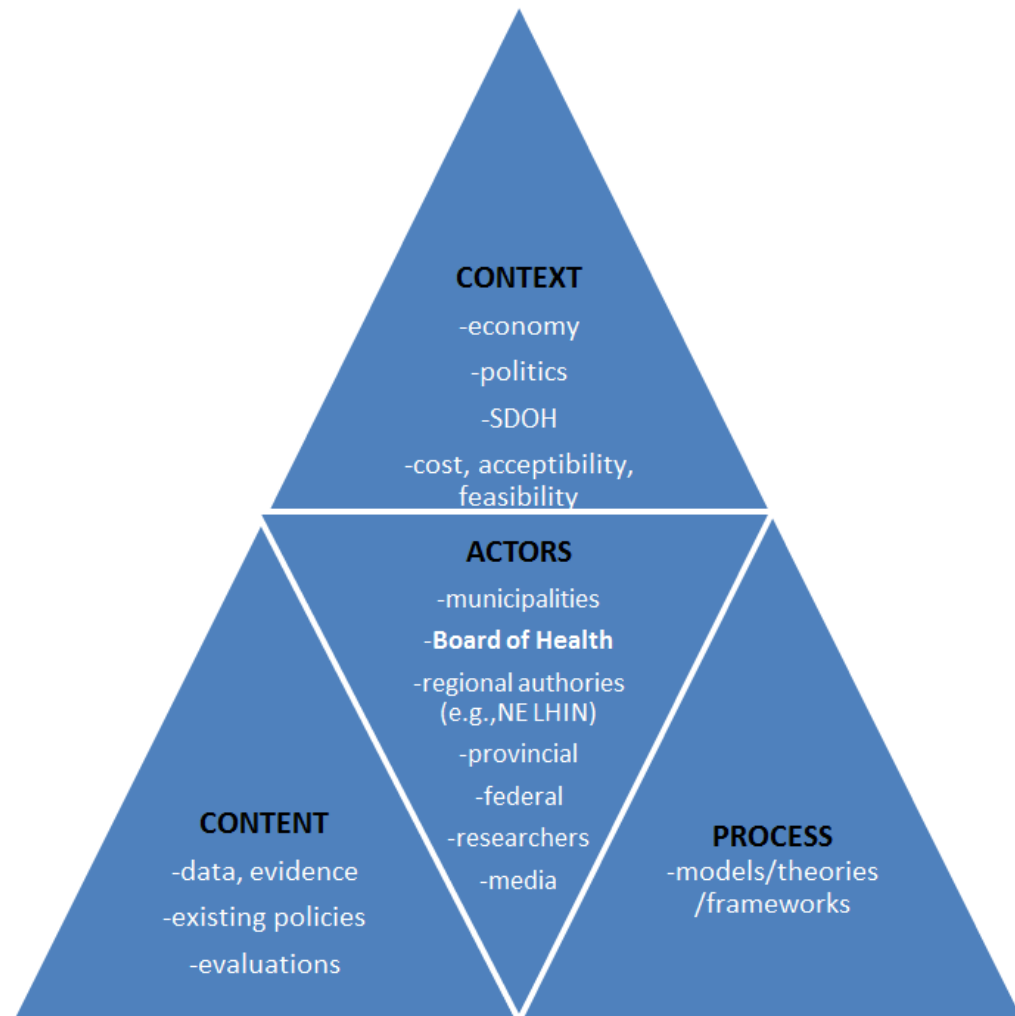 CONTEXT
-economy
-politics
-SDOH
-cost, acceptibility,
feasibility
ACTORS
-municipalities
-Board of Health
-regional authories
(e.g.,NE LHIN)
-provincial
-federal
-researchers
-media
CONTENT
-data, evidence
-existing policies
-evaluations
PROCESS
-models/theories
/frameworks